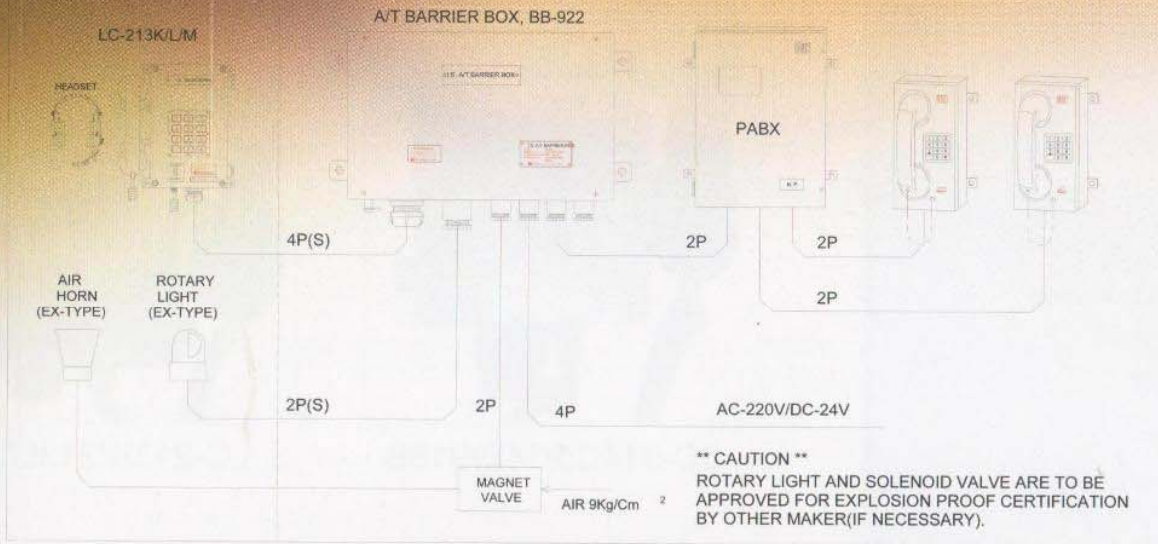 A/T BARRIER BOX, BB-922
LC-213K/L/M
HEADSET
I.S. A/T BARRIER BOX
PABX
N.P
4P(S)
2P
2P
2P
AIR
HORN
(EX-TYPE)
ROTARY
LIGHT
(EX-TYPE)
2P(S)
2P
4P
AC-220V/DC-24V
MAGNET
VALVE
AIR 9Kg/Cm 2
** CAUTION **
ROTARY LIGHT AND SOLENOID VALVE ARE TO BE
APPROVED FOR EXPLOSION PROOF CERTIFICATION
BY OTHER MAKER(IF NECESSARY).